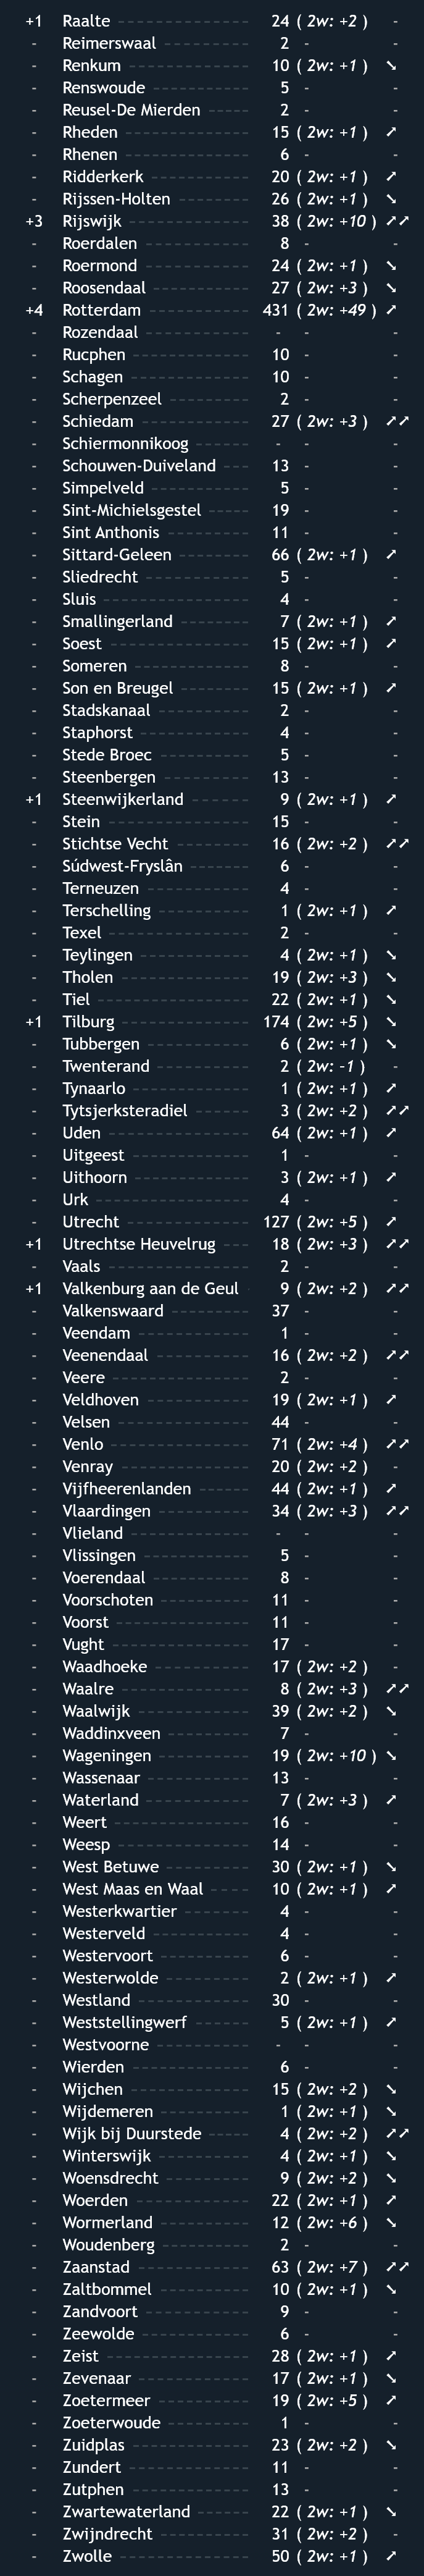 +1 Raalte 24 ( 2w: +2 ) -
- Reimerswaal 2 - -
- Renkum 10 ( 2w: +1 ) ➘
- Renswoude 5 - -
- Reusel-De Mierden 2 - -
- Rheden 15 ( 2w: +1 ) ➚
- Rhenen 6 - -
- Ridderkerk 20 ( 2w: +1 ) ➚
- Rijssen-Holten 26 ( 2w: +1 ) ➘
+3 Rijswijk 38 ( 2w: +10 ) ➚➚
- Roerdalen 8 - -
- Roermond 24 ( 2w: +1 ) ➘
- Roosendaal 27 ( 2w: +3 ) ➘
+4 Rotterdam 431 ( 2w: +49 ) ➚
- Rozendaal - - -
- Rucphen 10 - -
- Schagen 10 - -
- Scherpenzeel 2 - -
- Schiedam 27 ( 2w: +3 ) ➚➚
- Schiermonnikoog - - -
- Schouwen-Duiveland 13 - -
- Simpelveld 5 - -
- Sint-Michielsgestel 19 - -
- Sint Anthonis 11 - -
- Sittard-Geleen 66 ( 2w: +1 ) ➚
- Sliedrecht 5 - -
- Sluis 4 - -
- Smallingerland 7 ( 2w: +1 ) ➚
- Soest 15 ( 2w: +1 ) ➚
- Someren 8 - -
- Son en Breugel 15 ( 2w: +1 ) ➚
- Stadskanaal 2 - -
- Staphorst 4 - -
- Stede Broec 5 - -
- Steenbergen 13 - -
+1 Steenwijkerland 9 ( 2w: +1 ) ➚
- Stein 15 - -
- Stichtse Vecht 16 ( 2w: +2 ) ➚➚
- Súdwest-Fryslân 6 - -
- Terneuzen 4 - -
- Terschelling 1 ( 2w: +1 ) ➚
- Texel 2 - -
- Teylingen 4 ( 2w: +1 ) ➘
- Tholen 19 ( 2w: +3 ) ➘
- Tiel 22 ( 2w: +1 ) ➘
+1 Tilburg 174 ( 2w: +5 ) ➘
- Tubbergen 6 ( 2w: +1 ) ➘
- Twenterand 2 ( 2w: -1 ) -
- Tynaarlo 1 ( 2w: +1 ) ➚
- Tytsjerksteradiel 3 ( 2w: +2 ) ➚➚
- Uden 64 ( 2w: +1 ) ➚
- Uitgeest 1 - -
- Uithoorn 3 ( 2w: +1 ) ➚
- Urk 4 - -
- Utrecht 127 ( 2w: +5 ) ➚
+1 Utrechtse Heuvelrug 18 ( 2w: +3 ) ➚➚
- Vaals 2 - -
+1 Valkenburg aan de Geul 9 ( 2w: +2 ) ➚➚
- Valkenswaard 37 - -
- Veendam 1 - -
- Veenendaal 16 ( 2w: +2 ) ➚➚
- Veere 2 - -
- Veldhoven 19 ( 2w: +1 ) ➚
- Velsen 44 - -
- Venlo 71 ( 2w: +4 ) ➚➚
- Venray 20 ( 2w: +2 ) -
- Vijfheerenlanden 44 ( 2w: +1 ) ➚
- Vlaardingen 34 ( 2w: +3 ) ➚➚
- Vlieland - - -
- Vlissingen 5 - -
- Voerendaal 8 - -
- Voorschoten 11 - -
- Voorst 11 - -
- Vught 17 - -
- Waadhoeke 17 ( 2w: +2 ) -
- Waalre 8 ( 2w: +3 ) ➚➚
- Waalwijk 39 ( 2w: +2 ) ➘
- Waddinxveen 7 - -
- Wageningen 19 ( 2w: +10 ) ➘
- Wassenaar 13 - -
- Waterland 7 ( 2w: +3 ) ➚
- Weert 16 - -
- Weesp 14 - -
- West Betuwe 30 ( 2w: +1 ) ➘
- West Maas en Waal 10 ( 2w: +1 ) ➚
- Westerkwartier 4 - -
- Westerveld 4 - -
- Westervoort 6 - -
- Westerwolde 2 ( 2w: +1 ) ➚
- Westland 30 - -
- Weststellingwerf 5 ( 2w: +1 ) ➚
- Westvoorne - - -
- Wierden 6 - -
- Wijchen 15 ( 2w: +2 ) ➘
- Wijdemeren 1 ( 2w: +1 ) ➘
- Wijk bij Duurstede 4 ( 2w: +2 ) ➚➚
- Winterswijk 4 ( 2w: +1 ) ➘
- Woensdrecht 9 ( 2w: +2 ) ➘
- Woerden 22 ( 2w: +1 ) ➚
- Wormerland 12 ( 2w: +6 ) ➘
- Woudenberg 2 - -
- Zaanstad 63 ( 2w: +7 ) ➚➚
- Zaltbommel 10 ( 2w: +1 ) ➘
- Zandvoort 9 - -
- Zeewolde 6 - -
- Zeist 28 ( 2w: +1 ) ➚
- Zevenaar 17 ( 2w: +1 ) ➘
- Zoetermeer 19 ( 2w: +5 ) ➚
- Zoeterwoude 1 - -
- Zuidplas 23 ( 2w: +2 ) ➘
- Zundert 11 - -
- Zutphen 13 - -
- Zwartewaterland 22 ( 2w: +1 ) ➘
- Zwijndrecht 31 ( 2w: +2 ) -
- Zwolle 50 ( 2w: +1 ) ➚